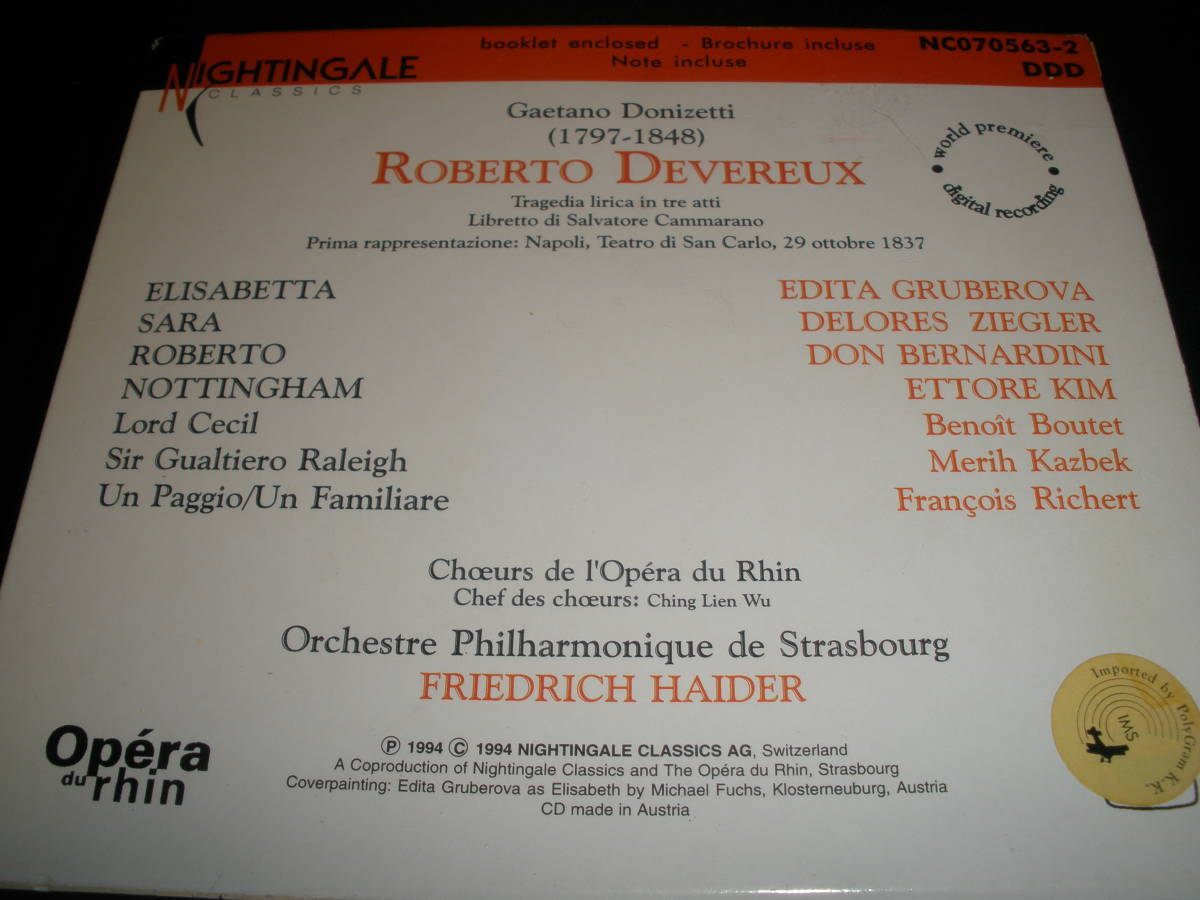 NIGHTINGALE
CLASSICS
booklet enclosed - Brochure incluse
Note incluse
NC070563-2
DDD
Gaetano Donizetti
(1797-1848)
ROBERTO DEVEREUX
Tragedia lirica in tre atti
Libretto di Salvatore Cammarano
Prima rappresentazione: Napoli, Teatro di San Carlo, 29 ottobre 1837
world premiere
digital recording
ELISABETTA EDITA GRUBEROVA
SARA DELORES ZIEGLER
ROBERTO DON BERNARDINI
NOTTINGHAM ETTORE KIM
Lord Cecil Benoît Boutet
Sir Gualtiero Raleigh Merih Kazbek
Un Paggio/Un Familiare François Richert
Chœurs de l'Opéra du Rhin
Chef des chœurs: Ching Lien Wu
Orchestre Philharmonique de Strasbourg
FRIEDRICH HAIDER
Opéra
du rhin
℗ 1994 © 1994 NIGHTINGALE CLASSICS AG, Switzerland
A Coproduction of Nightingale Classics and The Opéra du Rhin, Strasbourg
Coverpainting: Edita Gruberova as Elisabeth by Michael Fuchs, Klosterneuburg, Austria
CD made in Austria
Imported by PolyGram K.K.
IMS